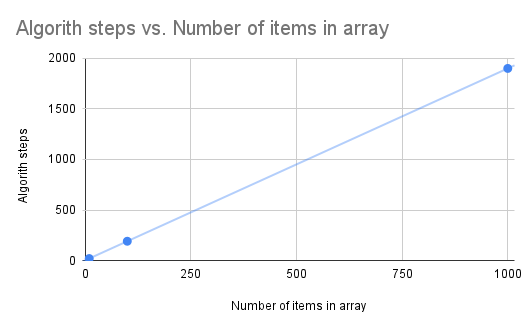 Algorith steps vs. Number of items in array
2000
1500
1000
500
0
Algorith steps
0 250 500 750 1000
Number of items in array